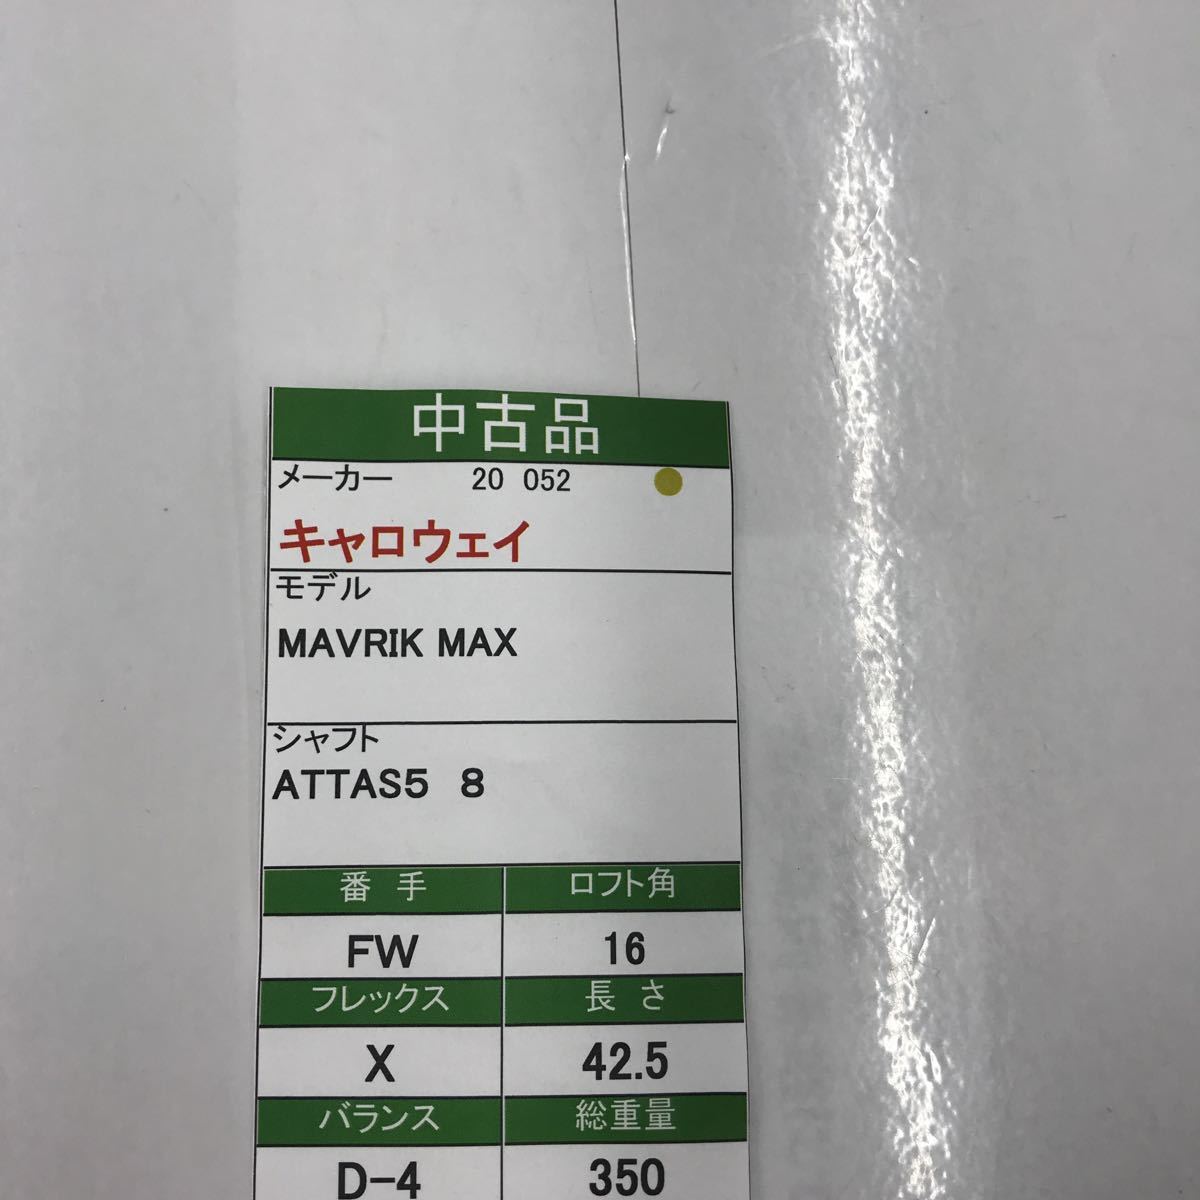 中古品
メーカー 20 052
キャロウェイ
モデル
MAVRIK MAX
シャフト
ATTAS5 8
番 手 ロフト角
FW 16
フレックス 長 さ
X 42.5
バランス 総重量
D-4 350